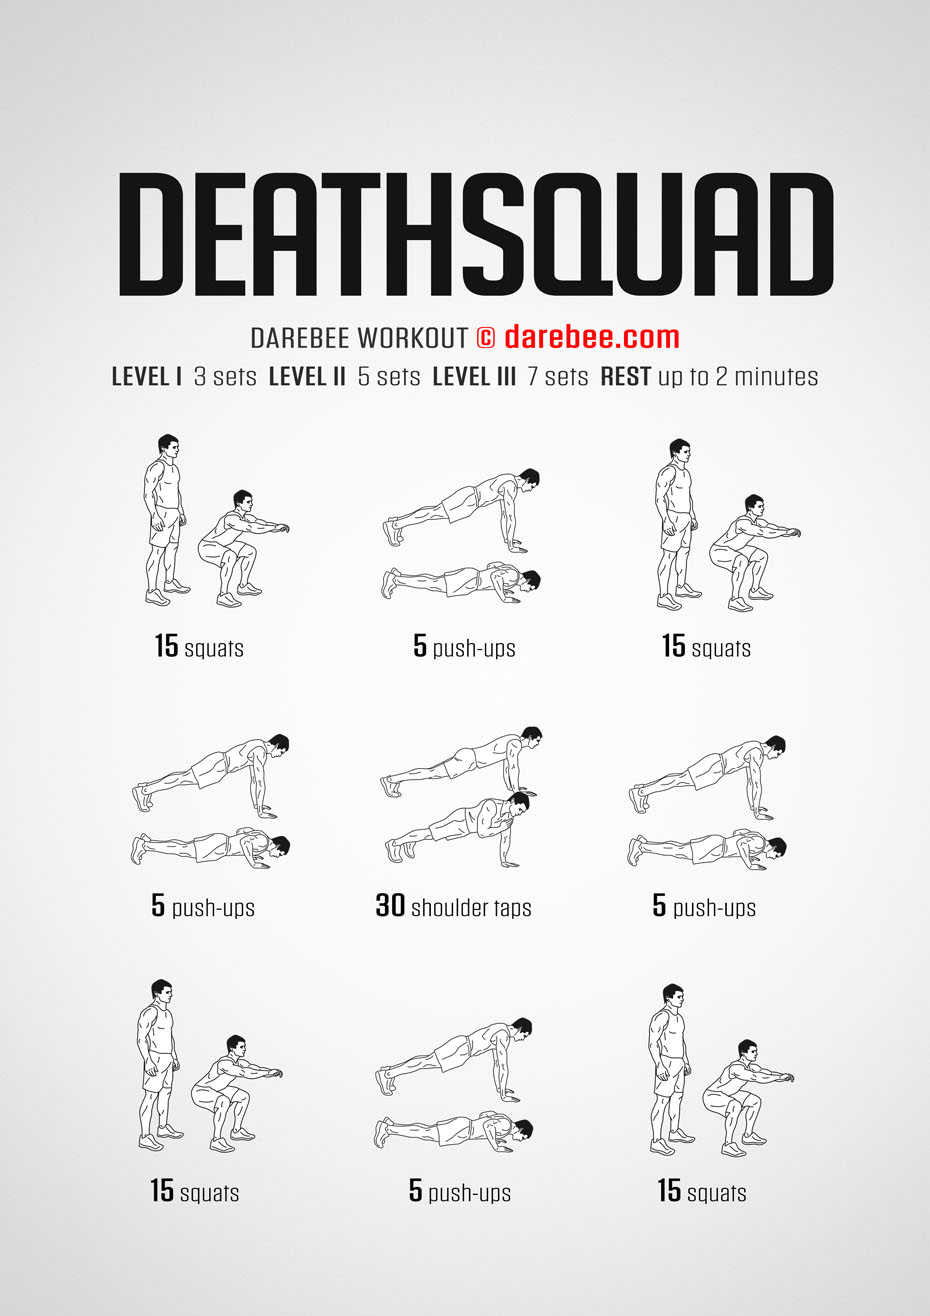 DEATHSQUAD
DAREBEE WORKOUT © darebee.com
LEVEL I 3 sets LEVEL II 5 sets LEVEL III 7 sets REST up to 2 minutes
15 squats
5 push-ups
15 squats
5 push-ups
30 shoulder taps
5 push-ups
15 squats
5 push-ups
15 squats